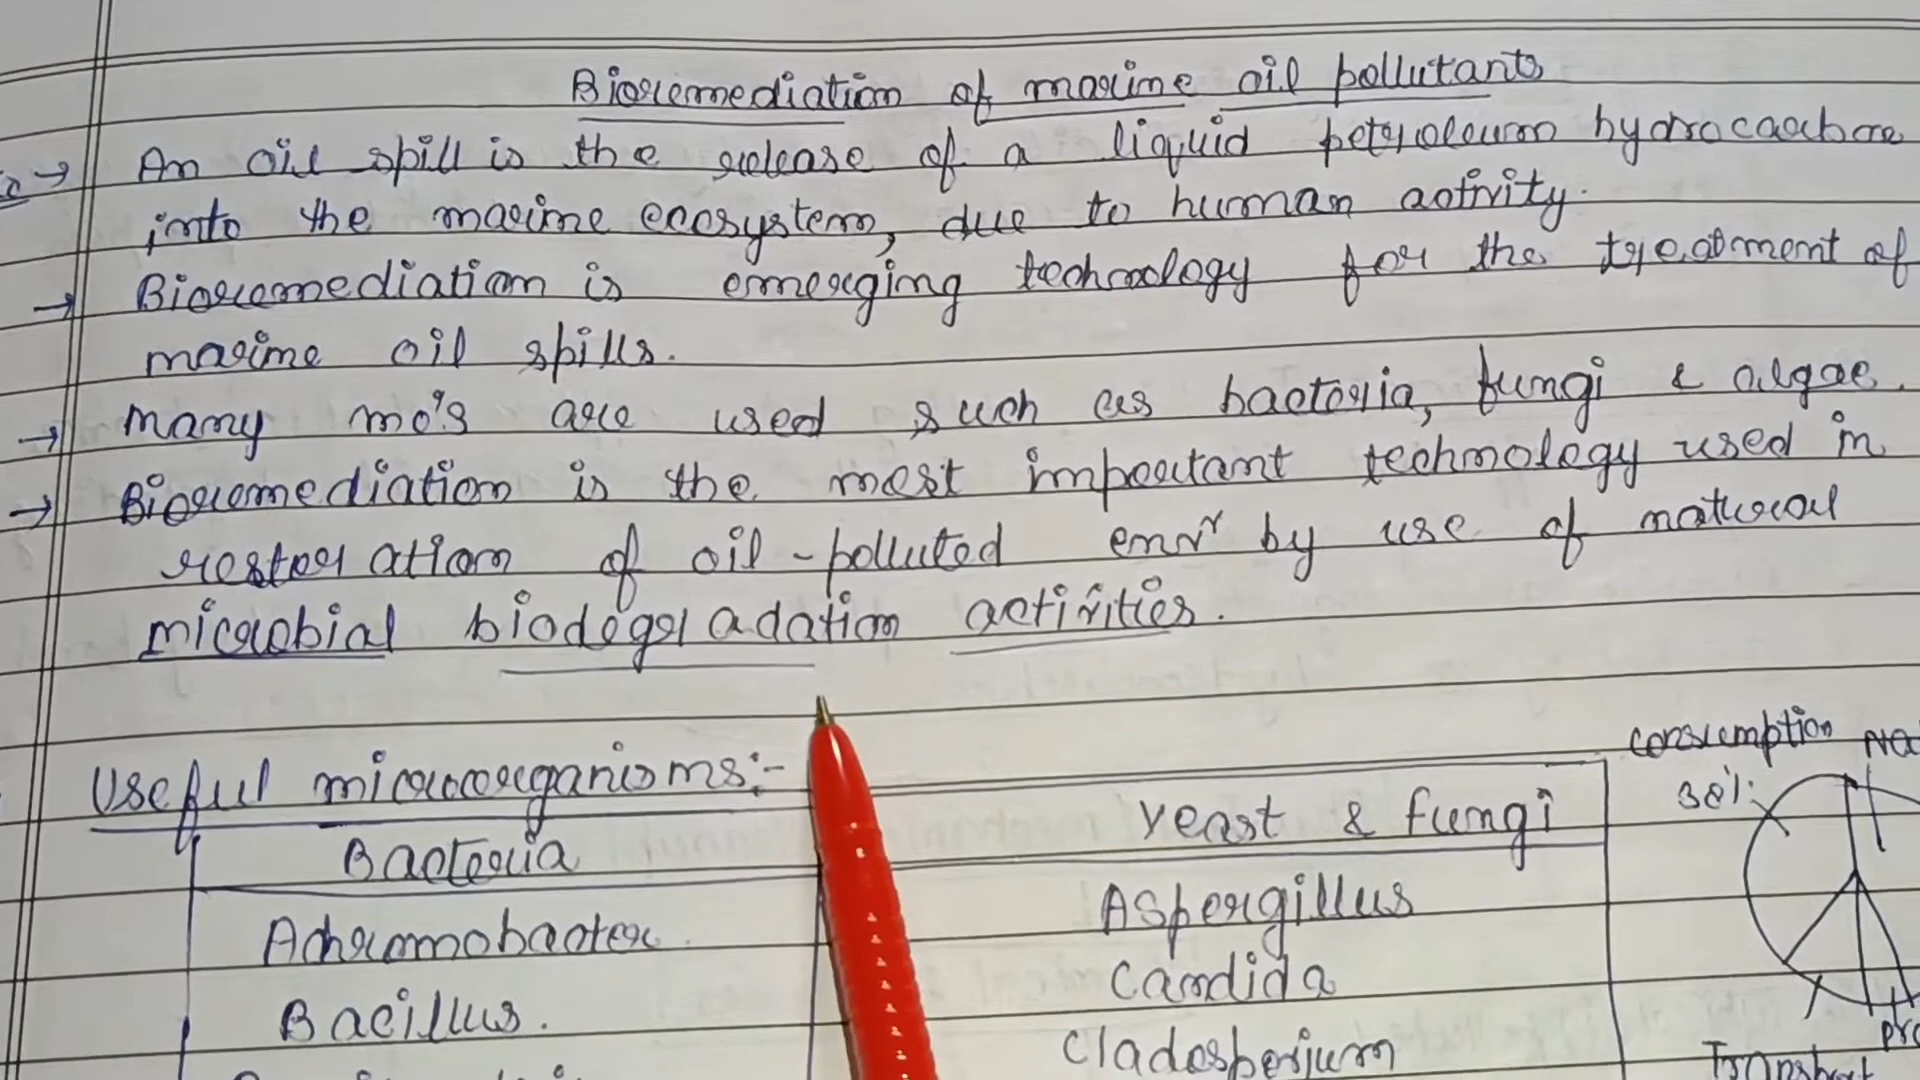 Bioremediation of marine oil pollutants
→ An oil spill is the release of a liquid petroleum hydrocarbon
into the marine ecosystem, due to human activity.
→ Bioremediation is emerging technology for the treatment of
marine oil spills.
→ many mo's are used such as bacteria, fungi & algae.
→ Bioremediation is the most important technology used in
restoration of oil-polluted envr by use of natural
microbial biodegradation activities.
Useful microorganisms:-
Bacteria Yeast & fungi
Achromobacter Aspergillus
Bacillus. Candida
Cladosporium
consumption
Transport